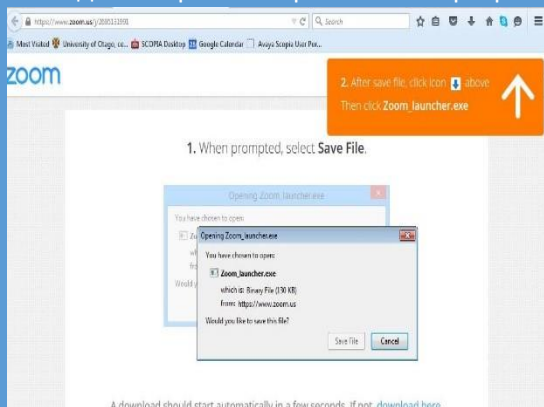 https://www.zoom.us/j/
Search
Most Visited University of Otago, ce... SCOPIA Desktop Google Calendar Avaya Scopia User Por...
zoom
2. After save file, click icon above
Then click Zoom_launcher.exe
1. When prompted, select Save File.
Opening Zoom_launcher.exe
You have chosen to open:
Opening Zoom_launcher.exe
You have chosen to open:
Zoom_launcher.exe
which is: Binary File (130 KB)
from: https://www.zoom.us
Would you like to save this file?
Save File Cancel
A download should start automatically in a few seconds. If not, download here